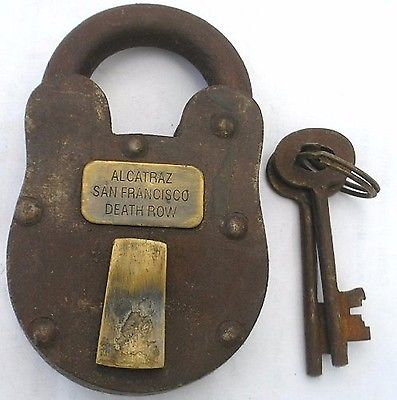 ALCATRAZ
SAN FRANCISCO
DEATH ROW